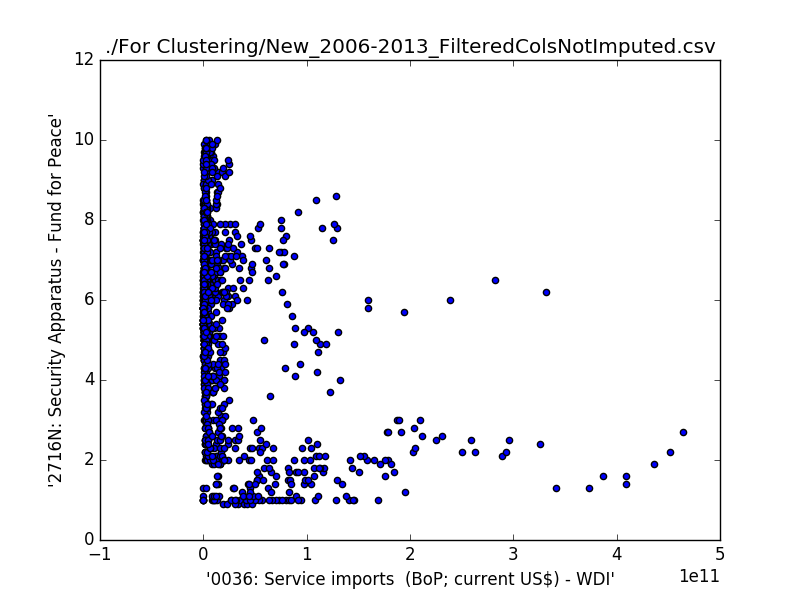 ./For Clustering/New_2006-2013_FilteredColsNotImputed.csv
'2716N: Security Apparatus - Fund for Peace'
12
10
8
6
4
2
0
−1 0 1 2 3 4 5
1e11
'0036: Service imports  (BoP; current US$) - WDI'